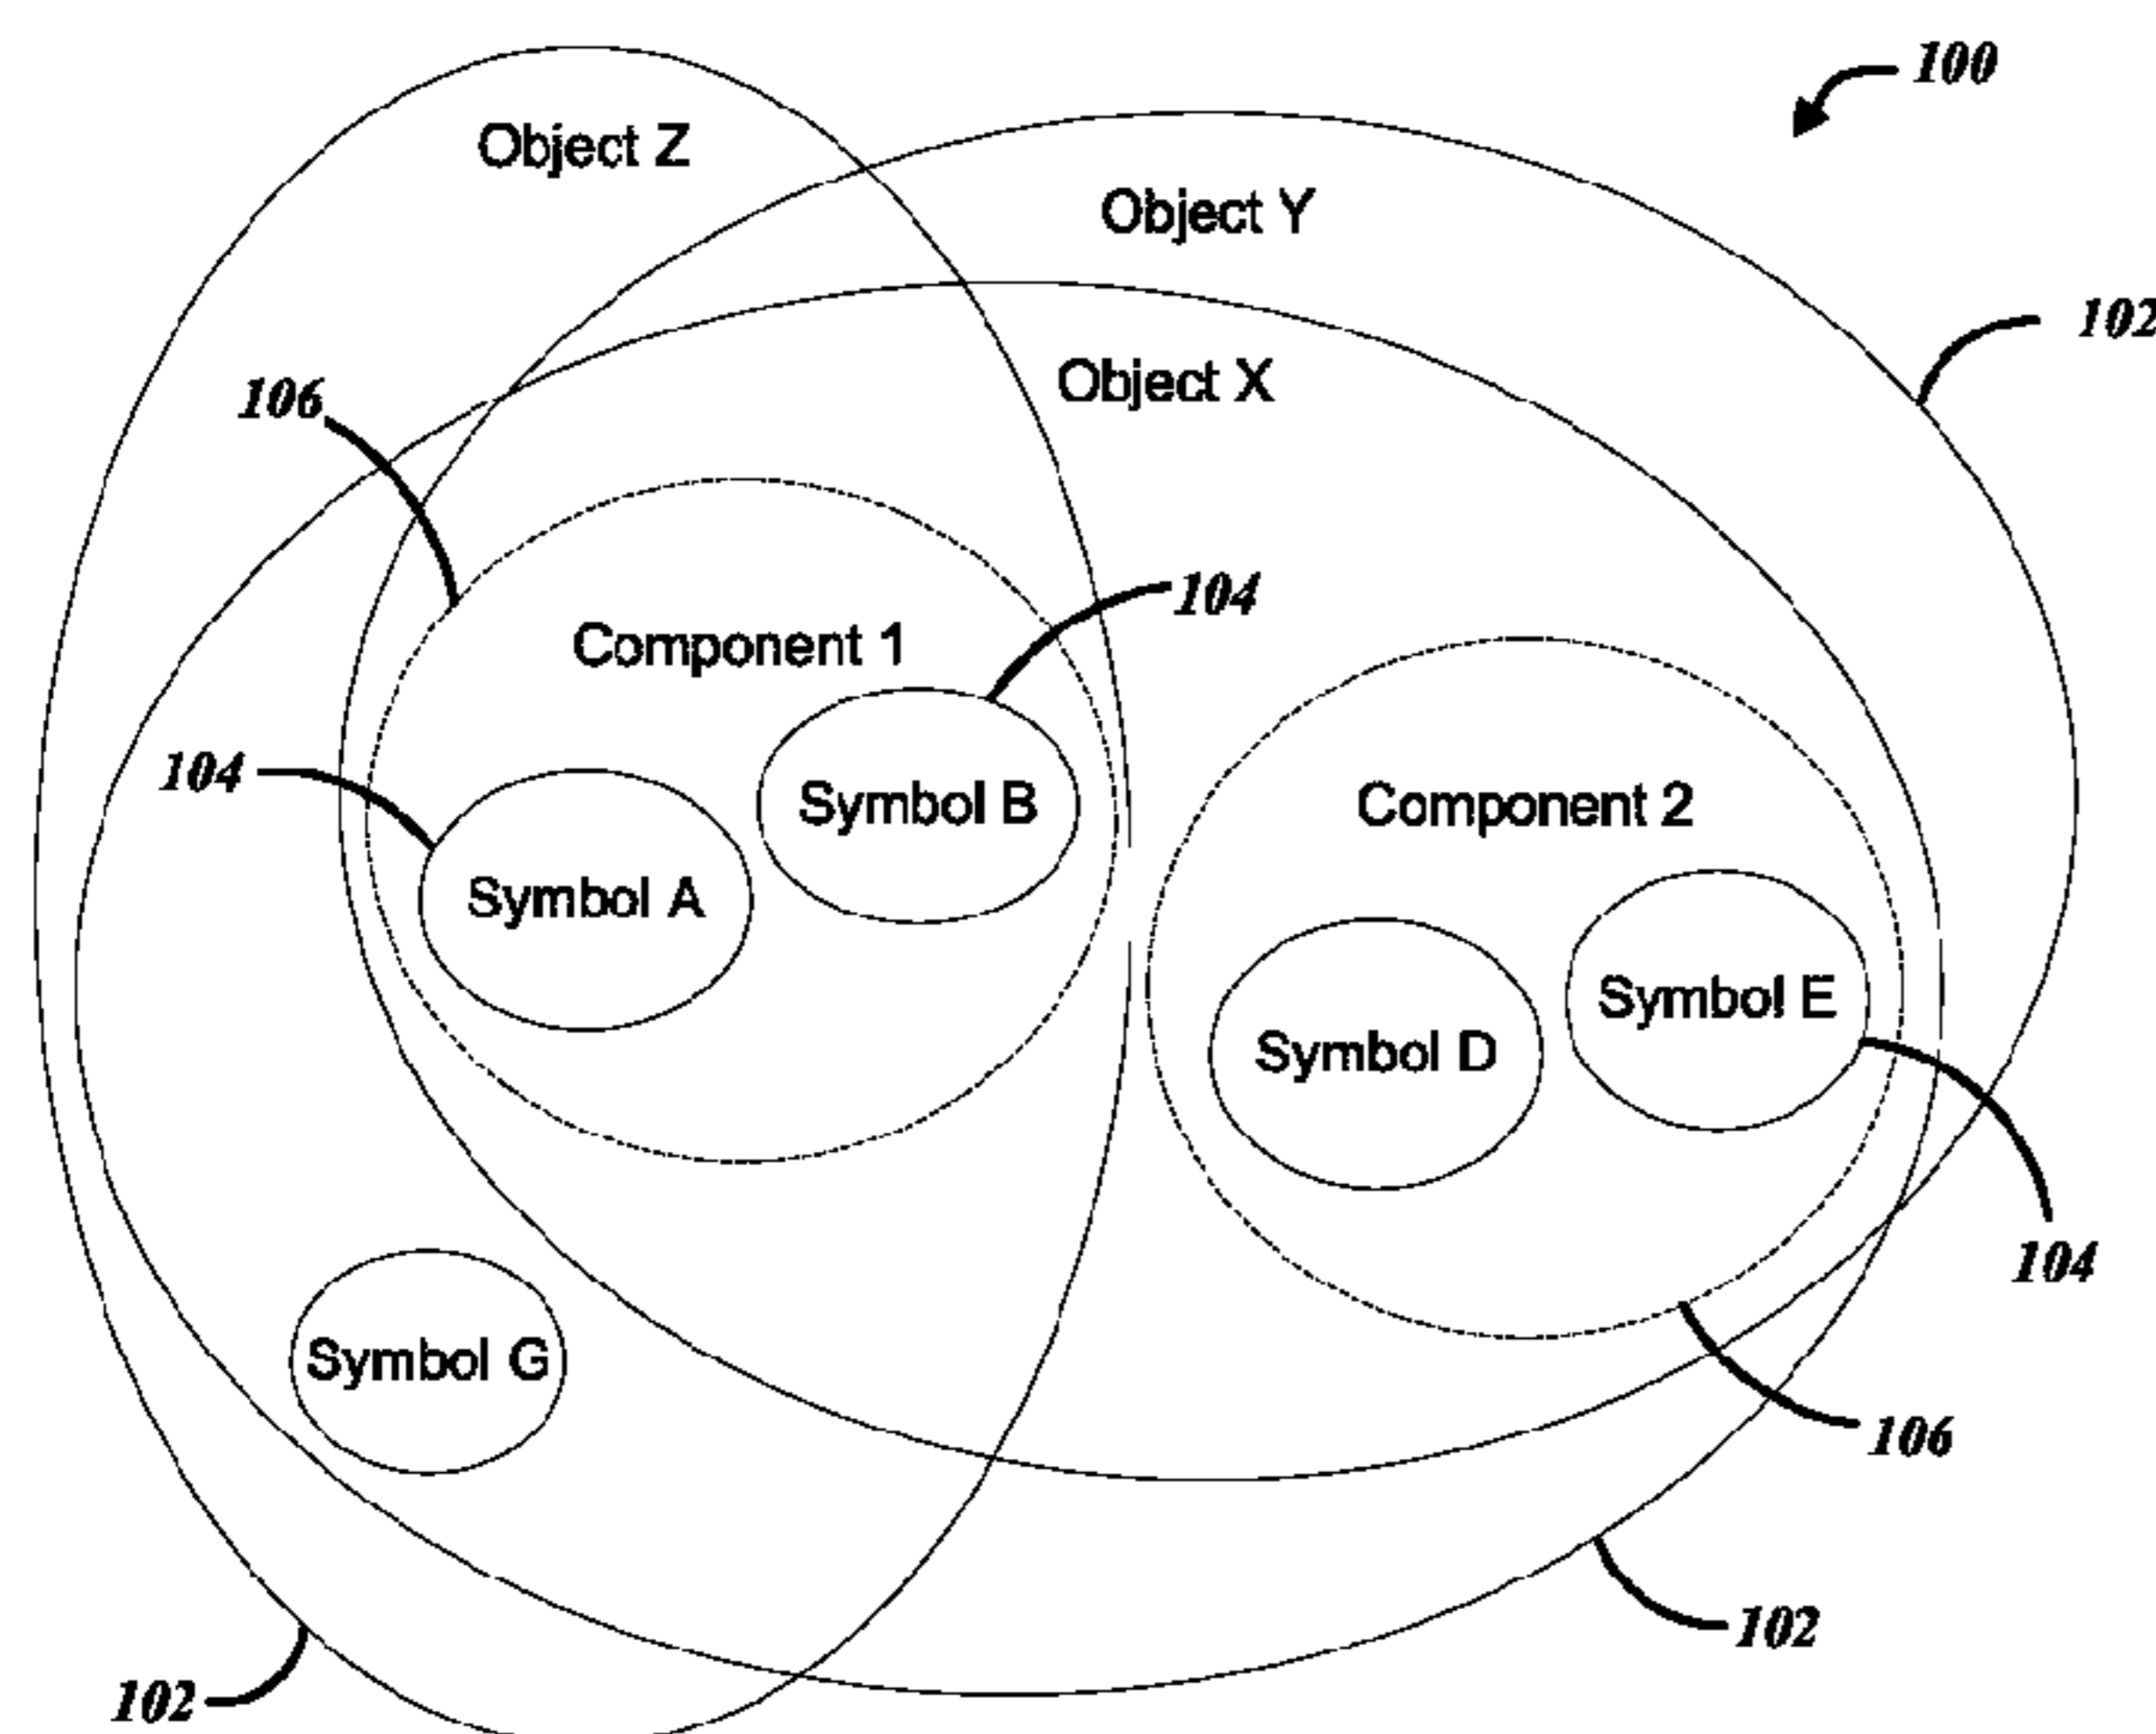 100
Object Z
Object Y
102
Object X
106
104
Component 1
104
Symbol B
Component 2
Symbol A
Symbol E
Symbol D
104
Symbol G
106
102
102